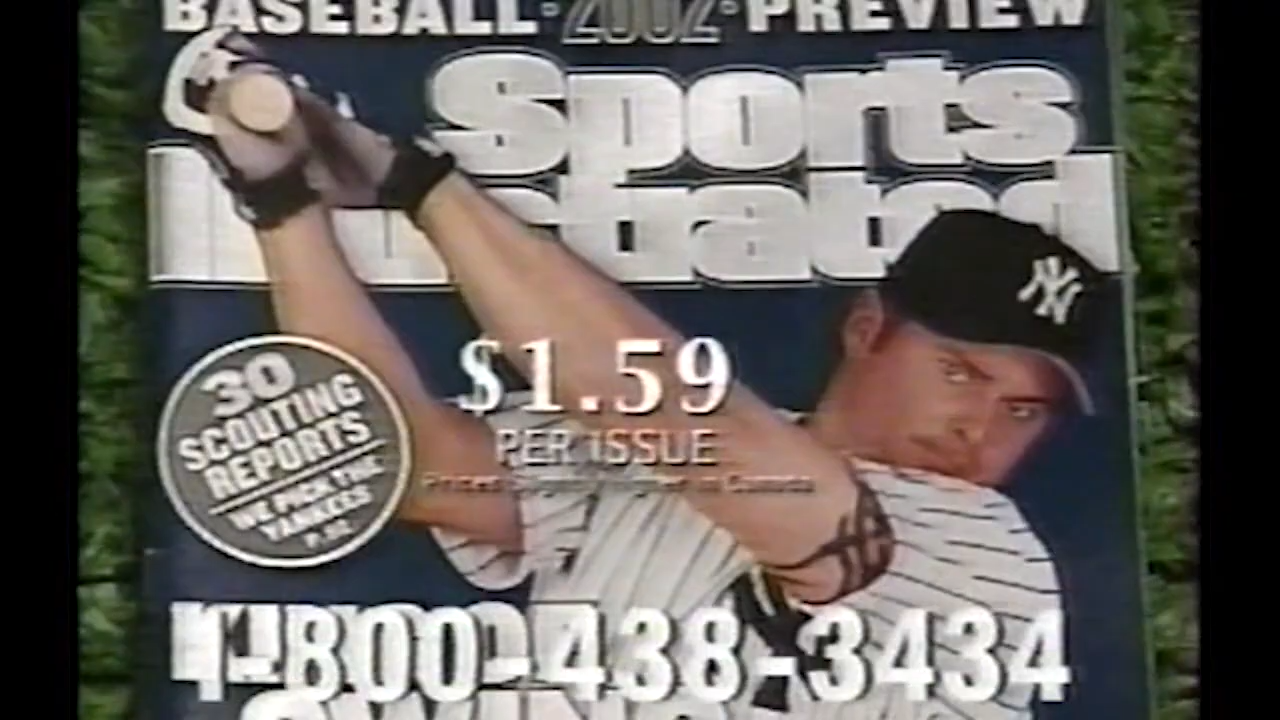 BASEBALL · 2002 · PREVIEW
Sports
Illustrated
$1.59
PER ISSUE
30
SCOUTING
REPORTS
WE PICK THE
YANKEES
1-800-438-3434